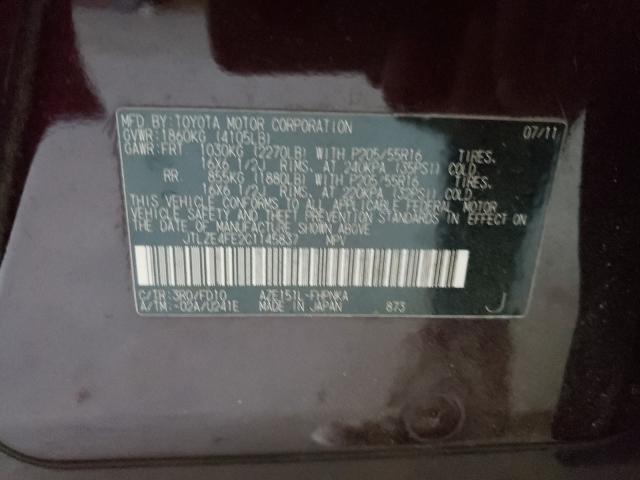 MFD.BY:TOYOTA MOTOR CORPORATION 07/11
GVWR:1860KG (4105LB)
GAWR:FRT 1030KG (2270LB) WITH P205/55R16 TIRES,
16X6 1/2J RIMS, AT 240KPA (35PSI) COLD.
RR 855KG (1880LB) WITH P205/55R16 TIRES,
16X6 1/2J RIMS, AT 220KPA COLD.
THIS VEHICLE CONFORMS TO ALL APPLICABLE FEDERAL MOTOR
VEHICLE SAFETY AND THEFT PREVENTION STANDARDS IN EFFECT ON
THE DATE OF MANUFACTURE SHOWN ABOVE.
JTLZE4FE2C1145837 MPV
C/TR:3R0/FD10 AZE151L-FHPNKA
A/TM:-02A/U241E MADE IN JAPAN 873 J